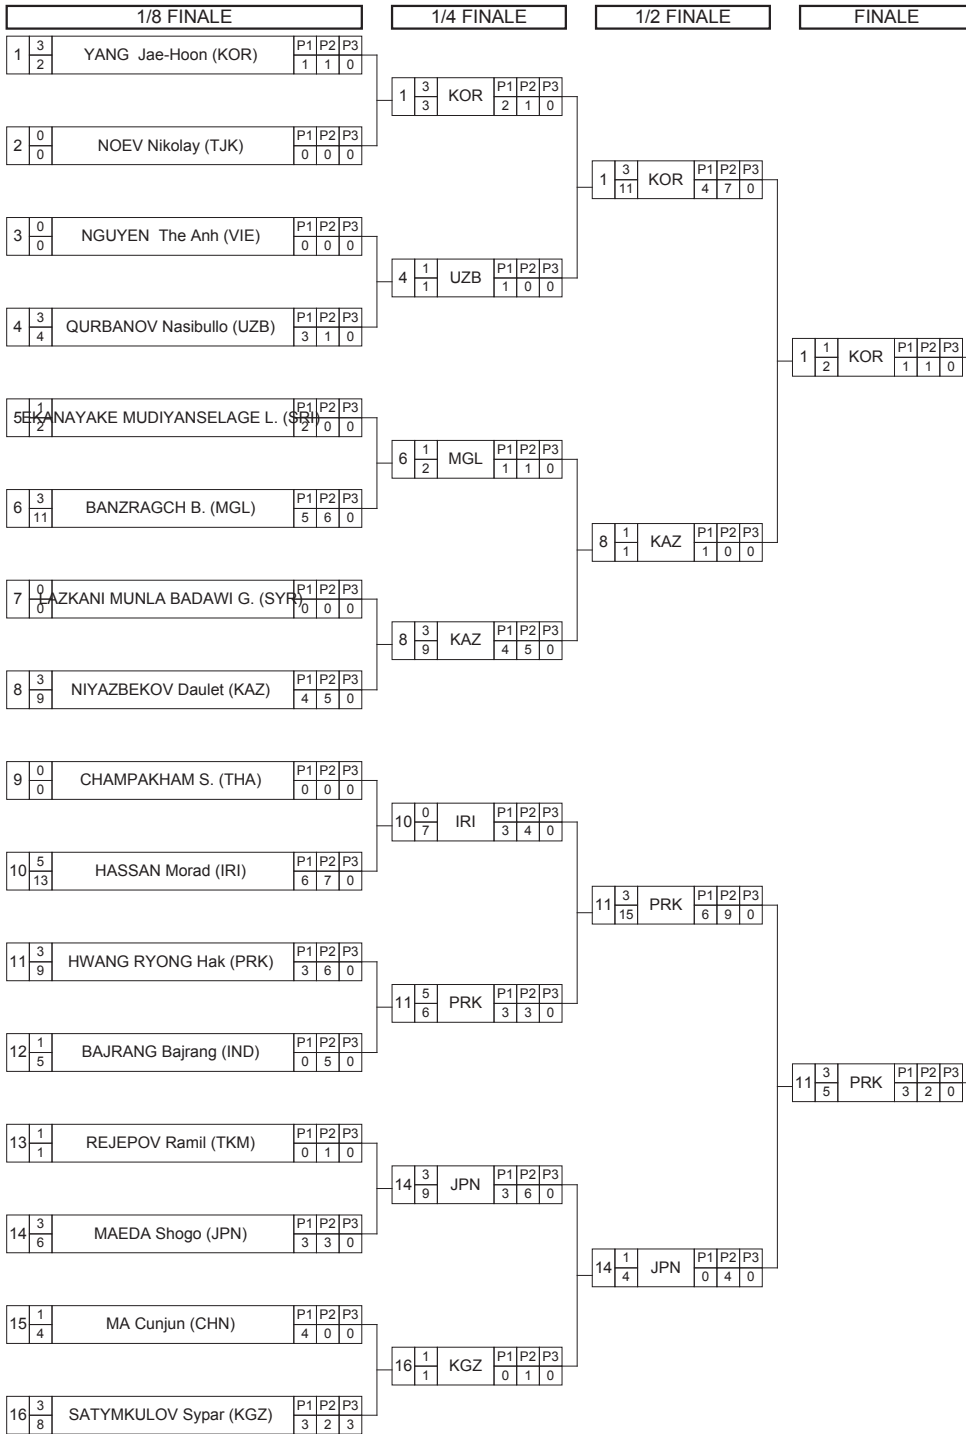 1/8 FINALE
1/4 FINALE
1/2 FINALE
FINALE
1 3 2 YANG Jae-Hoon (KOR) P1 P2 P3 1 1 0
2 0 0 NOEV Nikolay (TJK) P1 P2 P3 0 0 0
3 0 0 NGUYEN The Anh (VIE) P1 P2 P3 0 0 0
4 3 4 QURBANOV Nasibullo (UZB) P1 P2 P3 3 1 0
5 1 2 EKANAYAKE MUDIYANSELAGE L. (SRI) P1 P2 P3 2 0 0
6 3 11 BANZRAGCH B. (MGL) P1 P2 P3 5 6 0
7 0 0 LAZKANI MUNLA BADAWI G. (SYR) P1 P2 P3 0 0 0
8 3 9 NIYAZBEKOV Daulet (KAZ) P1 P2 P3 4 5 0
9 0 0 CHAMPAKHAM S. (THA) P1 P2 P3 0 0 0
10 5 13 HASSAN Morad (IRI) P1 P2 P3 6 7 0
11 3 9 HWANG RYONG Hak (PRK) P1 P2 P3 3 6 0
12 1 5 BAJRANG Bajrang (IND) P1 P2 P3 0 5 0
13 1 1 REJEPOV Ramil (TKM) P1 P2 P3 0 1 0
14 3 6 MAEDA Shogo (JPN) P1 P2 P3 3 3 0
15 1 4 MA Cunjun (CHN) P1 P2 P3 4 0 0
16 3 8 SATYMKULOV Sypar (KGZ) P1 P2 P3 3 2 3
1 3 3 KOR P1 P2 P3 2 1 0
4 1 1 UZB P1 P2 P3 1 0 0
6 1 2 MGL P1 P2 P3 1 1 0
8 3 9 KAZ P1 P2 P3 4 5 0
10 0 7 IRI P1 P2 P3 3 4 0
11 5 6 PRK P1 P2 P3 3 3 0
14 3 9 JPN P1 P2 P3 3 6 0
16 1 1 KGZ P1 P2 P3 0 1 0
1 3 11 KOR P1 P2 P3 4 7 0
8 1 1 KAZ P1 P2 P3 1 0 0
11 3 15 PRK P1 P2 P3 6 9 0
14 1 4 JPN P1 P2 P3 0 4 0
1 1 2 KOR P1 P2 P3 1 1 0
11 3 5 PRK P1 P2 P3 3 2 0